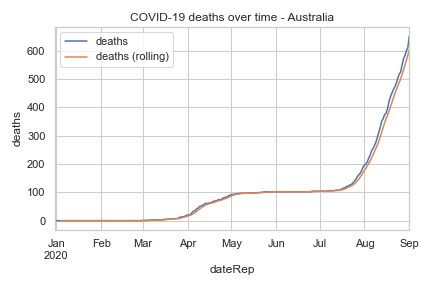 COVID-19 deaths over time - Australia
deaths
deaths (rolling)
deaths
600
500
400
300
200
100
0
Jan Feb Mar Apr May Jun Jul Aug Sep
2020
dateRep